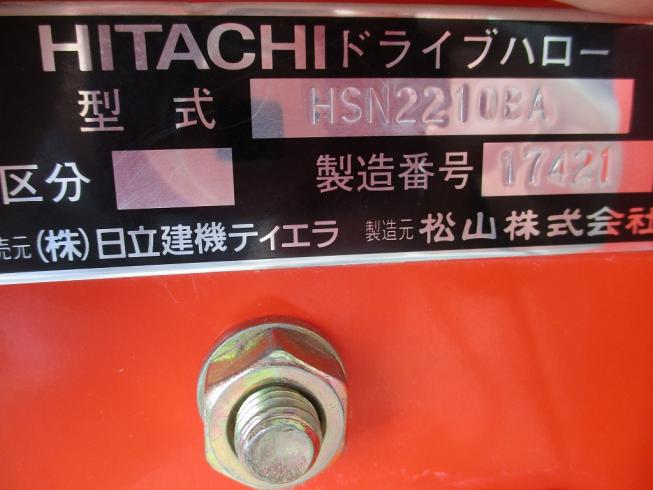 HITACHIドライブハロー
型式 HSN2210BA
区分 製造番号 17421
売元 (株)日立建機ティエラ 製造元 松山株式会社